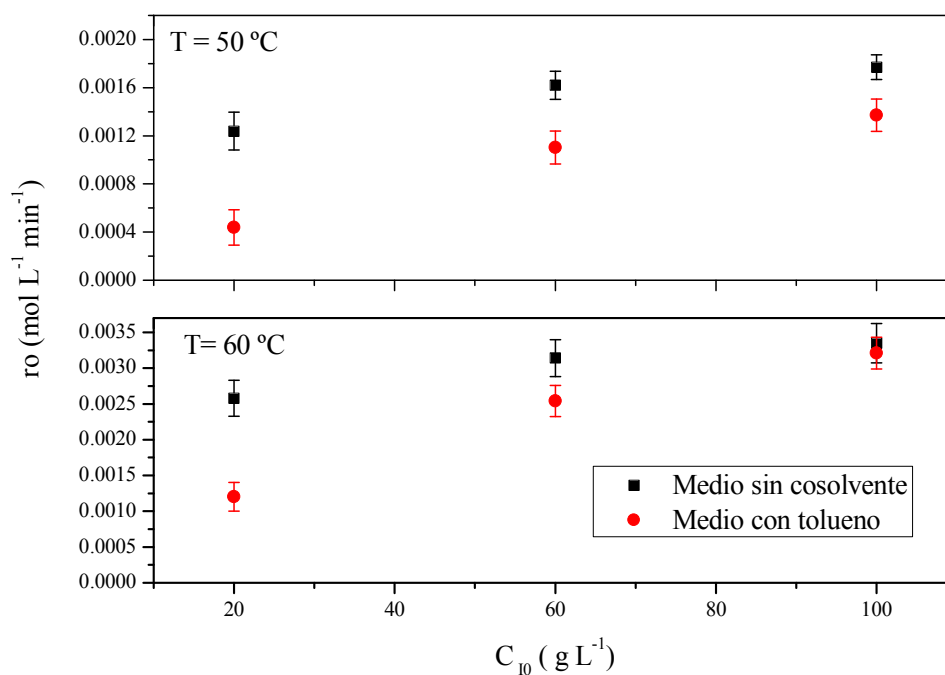 T = 50 ºC
0.0020
0.0016
0.0012
0.0008
0.0004
0.0000
ro (mol L-1 min-1)
T= 60 ºC
0.0035
0.0030
0.0025
0.0020
0.0015
0.0010
0.0005
0.0000
Medio sin cosolvente
Medio con tolueno
20 40 60 80 100
C I0 ( g L-1)